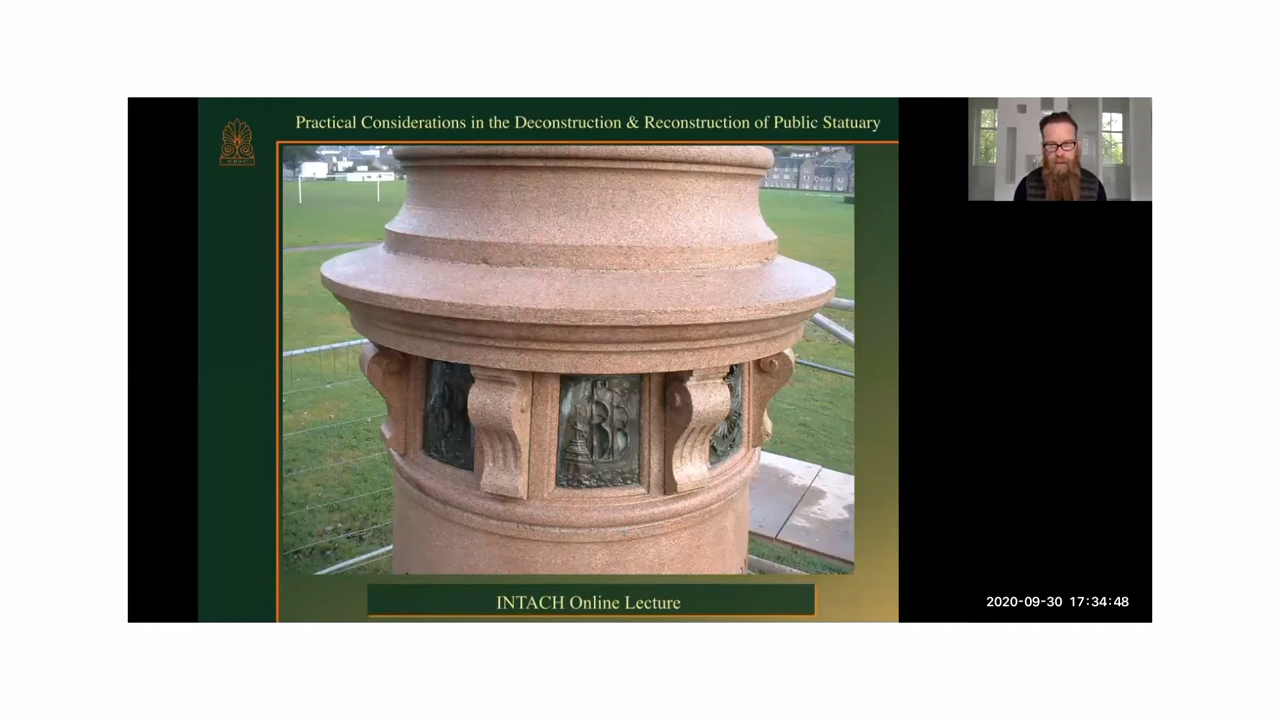 Practical Considerations in the Deconstruction & Reconstruction of Public Statuary
INTACH Online Lecture
2020-09-30 17:34:48